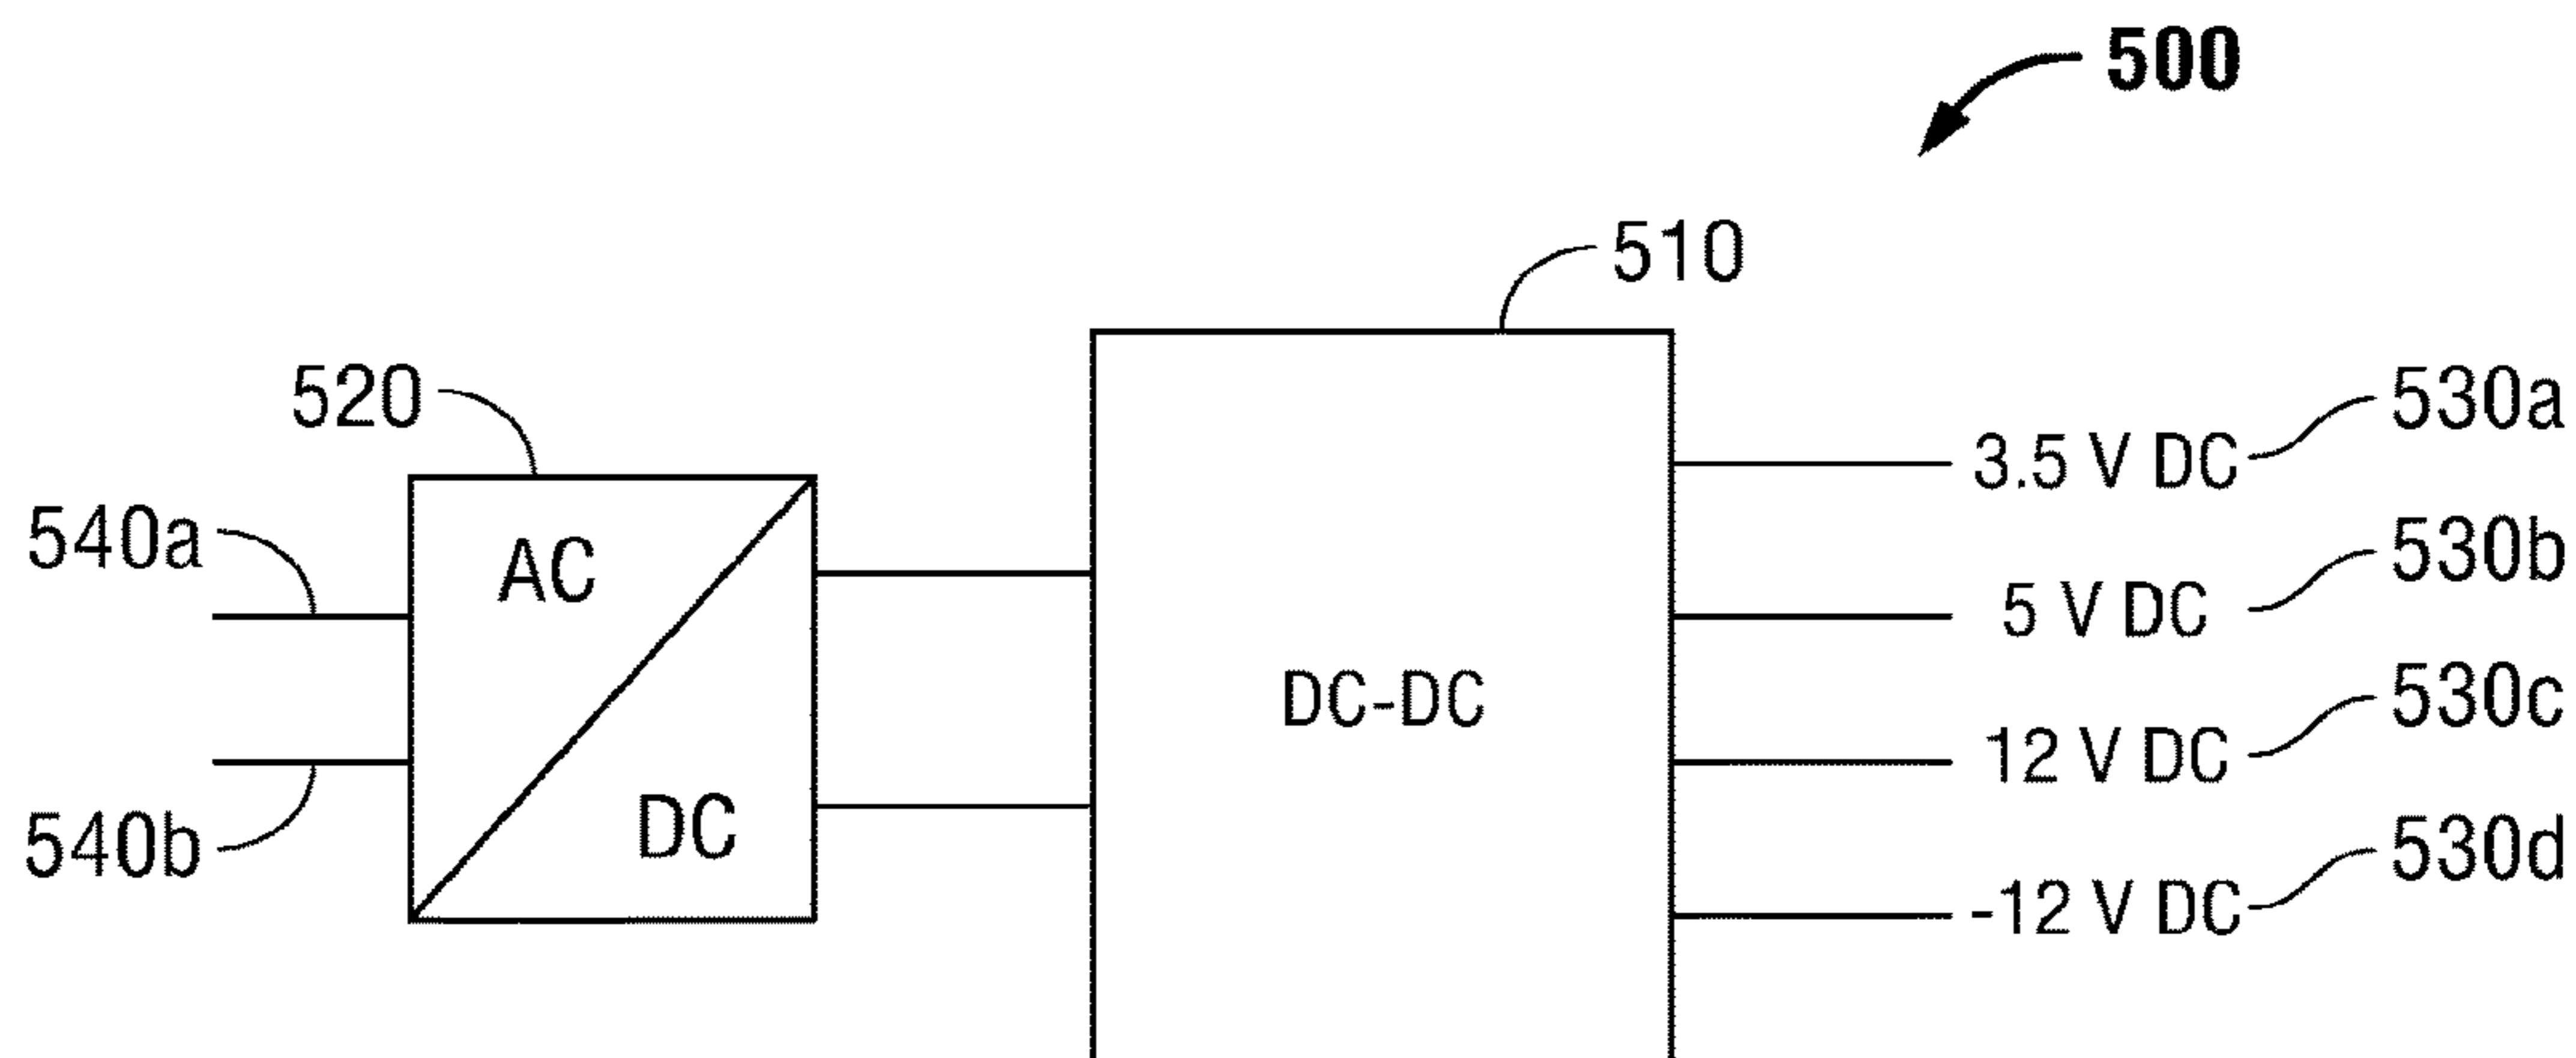 500
510
520
530a
3.5 V DC
540a
AC
530b
5 V DC
DC-DC
530c
12 V DC
540b
DC
530d
-12 V DC